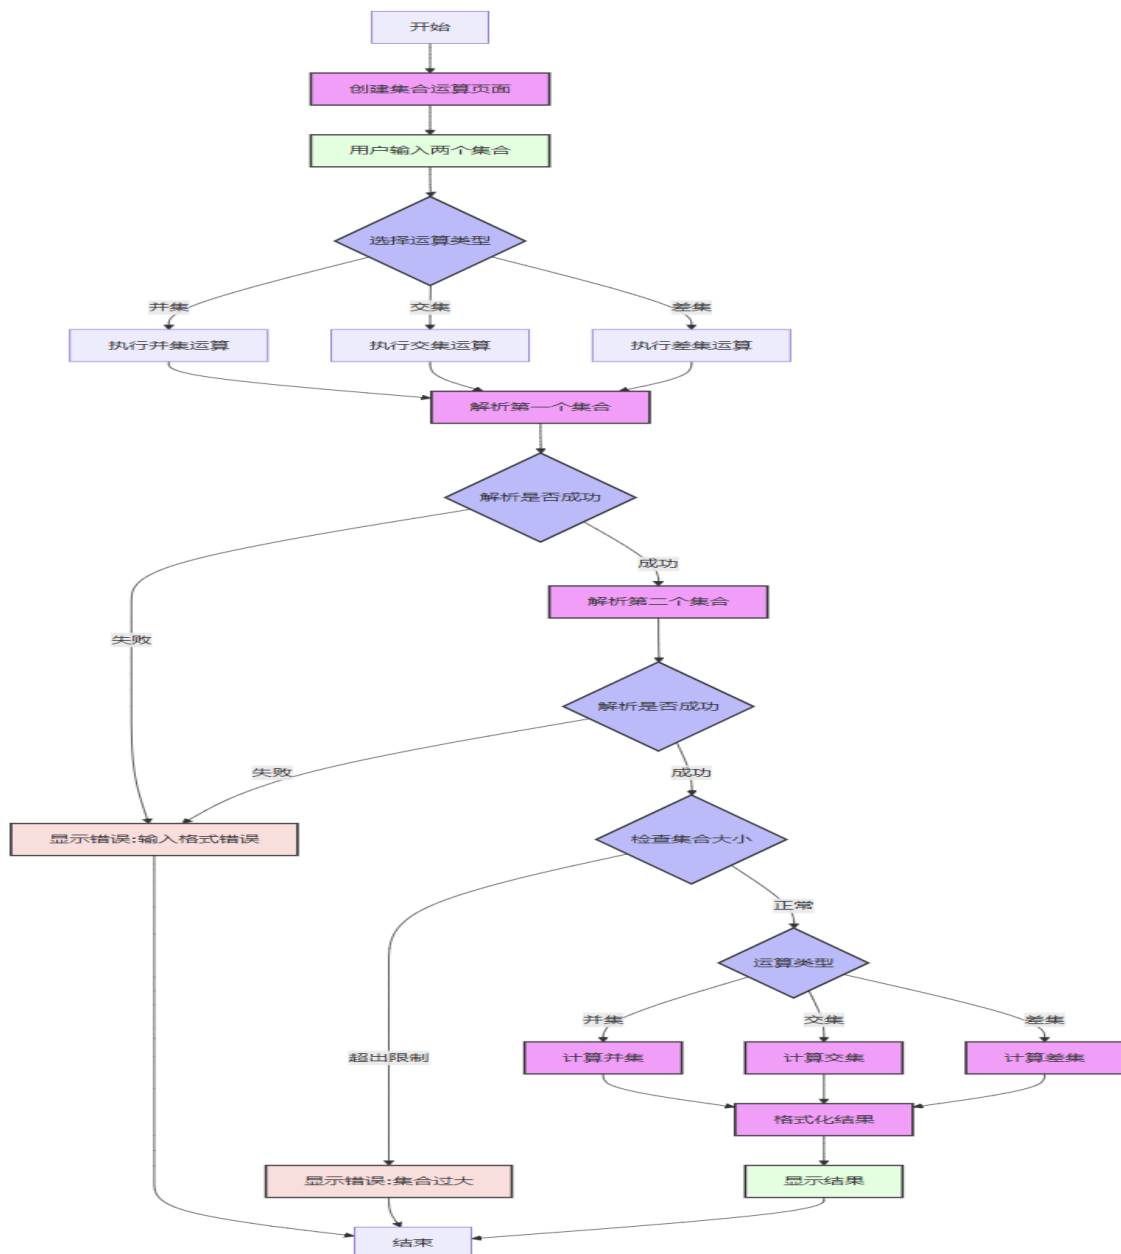 开始
创建集合运算页面
用户输入两个集合
选择运算类型
并集
交集
差集
执行并集运算
执行交集运算
执行差集运算
解析第一个集合
解析是否成功
成功
解析第二个集合
失败
解析是否成功
失败
成功
显示错误:输入格式错误
检查集合大小
正常
运算类型
并集
交集
差集
超出限制
计算并集
计算交集
计算差集
格式化结果
显示错误:集合过大
显示结果
结束